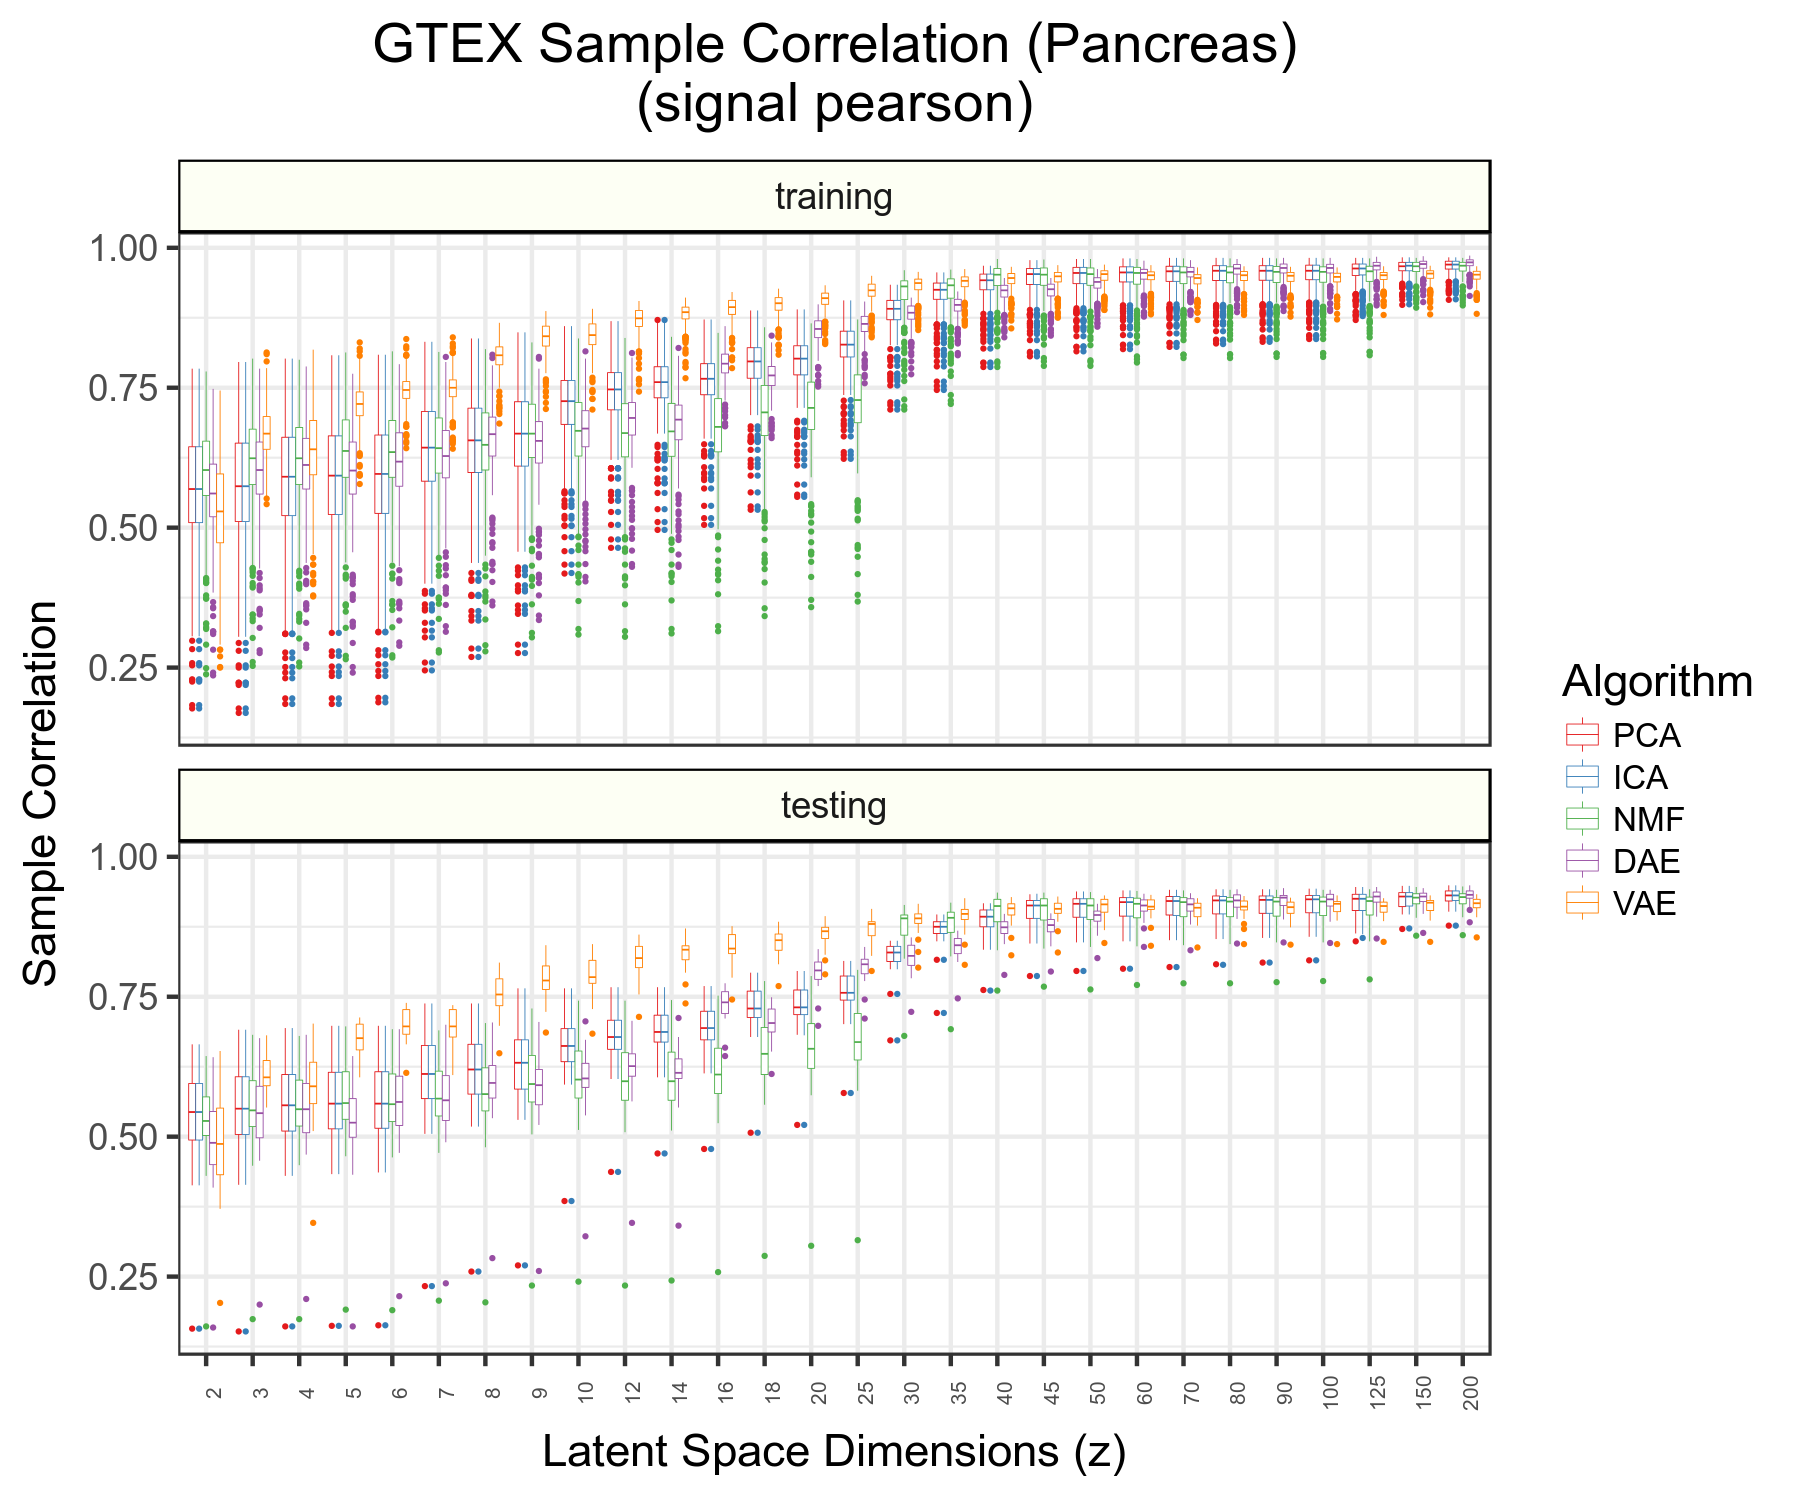 GTEX Sample Correlation (Pancreas)
(signal pearson)
training
1.00
0.75
0.50
0.25
testing
1.00
0.75
0.50
0.25
Sample Correlation
2 3 4 5 6 7 8 9 10 12 14 16 18 20 25 30 35 40 45 50 60 70 80 90 100 125 150 200
Latent Space Dimensions (z)
Algorithm
PCA
ICA
NMF
DAE
VAE